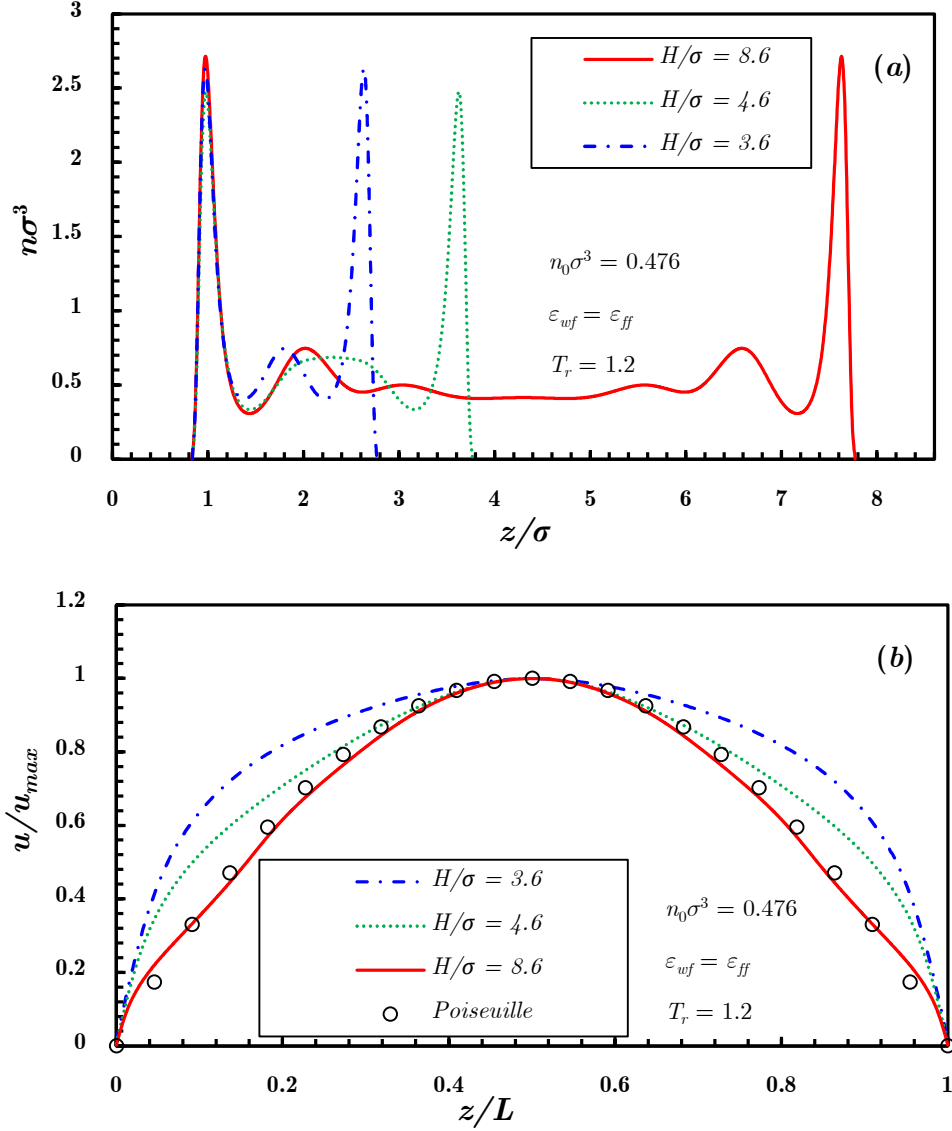 3
2.5
2
1.5
1
0.5
0
nσ³
H/σ = 8.6
H/σ = 4.6
H/σ = 3.6
(a)
n₀σ³ = 0.476
ε_wf = ε_ff
T_r = 1.2
0 1 2 3 4 5 6 7 8
z/σ
1.2
1
0.8
0.6
0.4
0.2
0
u/u_max
(b)
H/σ = 3.6
H/σ = 4.6
H/σ = 8.6
Poiseuille
n₀σ³ = 0.476
ε_wf = ε_ff
T_r = 1.2
0 0.2 0.4 0.6 0.8 1
z/L